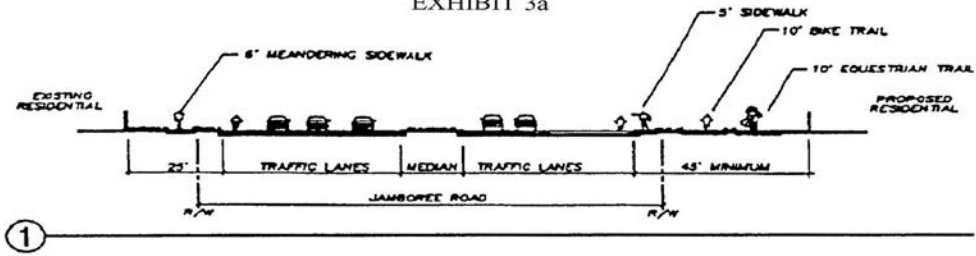 EXHIBIT 3a
5' SIDEWALK
10' BIKE TRAIL
6' MEANDERING SIDEWALK
10' EQUESTRIAN TRAIL
EXISTING
RESIDENTIAL
PROPOSED
RESIDENTIAL
25'
TRAFFIC LANES
MEDIAN
TRAFFIC LANES
45' MINIMUM
JAMBOREE ROAD
R/W
R/W
1